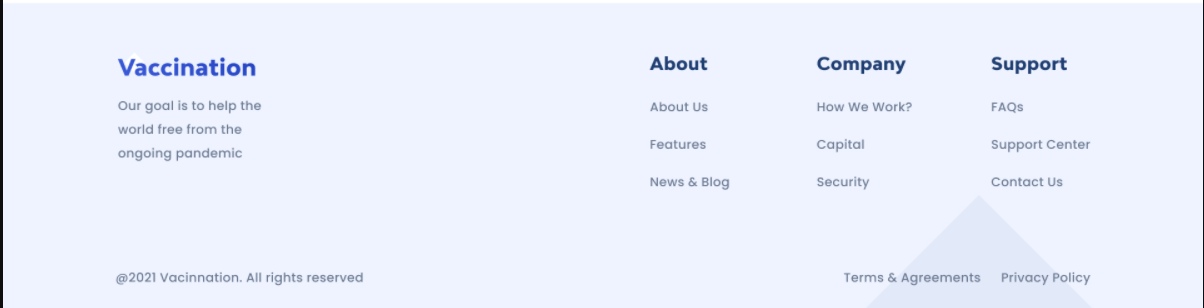 Vaccination
Our goal is to help the
world free from the
ongoing pandemic
About
About Us
Features
News & Blog
Company
How We Work?
Capital
Security
Support
FAQs
Support Center
Contact Us
@2021 Vacinnation. All rights reserved
Terms & Agreements
Privacy Policy